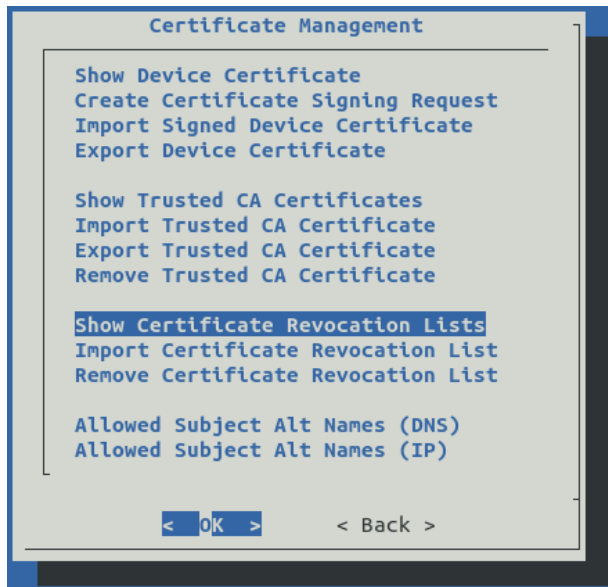 Certificate Management
Show Device Certificate
Create Certificate Signing Request
Import Signed Device Certificate
Export Device Certificate
Show Trusted CA Certificates
Import Trusted CA Certificate
Export Trusted CA Certificate
Remove Trusted CA Certificate
Show Certificate Revocation Lists
Import Certificate Revocation List
Remove Certificate Revocation List
Allowed Subject Alt Names (DNS)
Allowed Subject Alt Names (IP)
< OK > < Back >